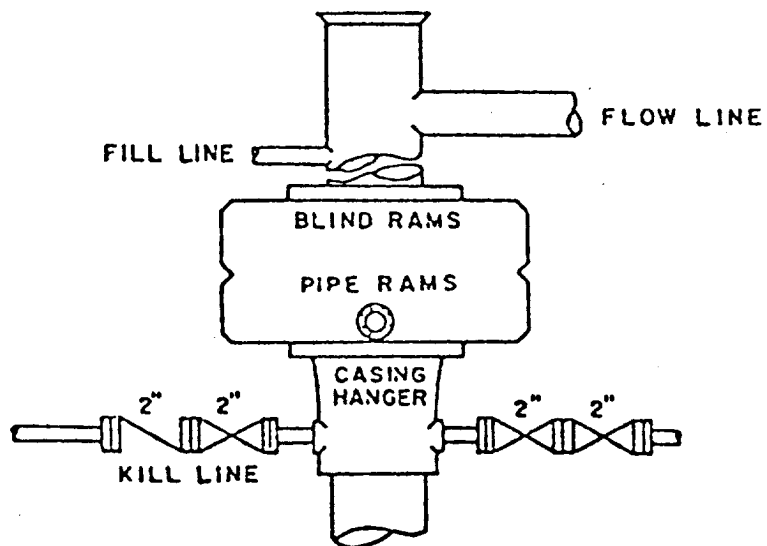 FLOW LINE
FILL LINE
BLIND RAMS
PIPE RAMS
CASING
HANGER
2" 2"
2" 2"
KILL LINE